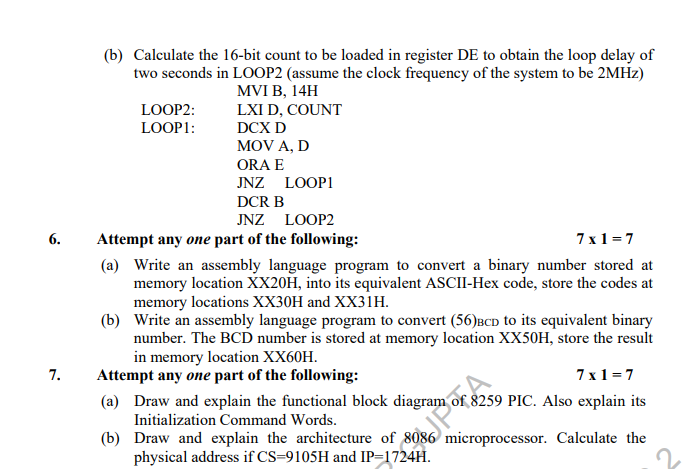 (b) Calculate the 16-bit count to be loaded in register DE to obtain the loop delay of
two seconds in LOOP2 (assume the clock frequency of the system to be 2MHz)
MVI B, 14H
LOOP2: LXI D, COUNT
LOOP1: DCX D
MOV A, D
ORA E
JNZ LOOP1
DCR B
JNZ LOOP2
6. Attempt any one part of the following: 7 x 1 = 7
(a) Write an assembly language program to convert a binary number stored at
memory location XX20H, into its equivalent ASCII-Hex code, store the codes at
memory locations XX30H and XX31H.
(b) Write an assembly language program to convert (56)BCD to its equivalent binary
number. The BCD number is stored at memory location XX50H, store the result
in memory location XX60H.
7. Attempt any one part of the following: 7 x 1 = 7
(a) Draw and explain the functional block diagram of 8259 PIC. Also explain its
Initialization Command Words.
(b) Draw and explain the architecture of 8086 microprocessor. Calculate the
physical address if CS=9105H and IP=1724H.
GUPTA
2